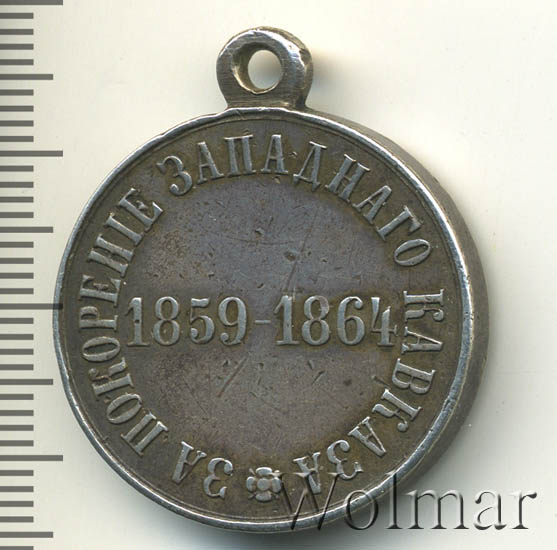 ЗА ПОКОРЕНІЕ ЗАПАДНАГО КАВКАЗА
1859-1864
Wolmar